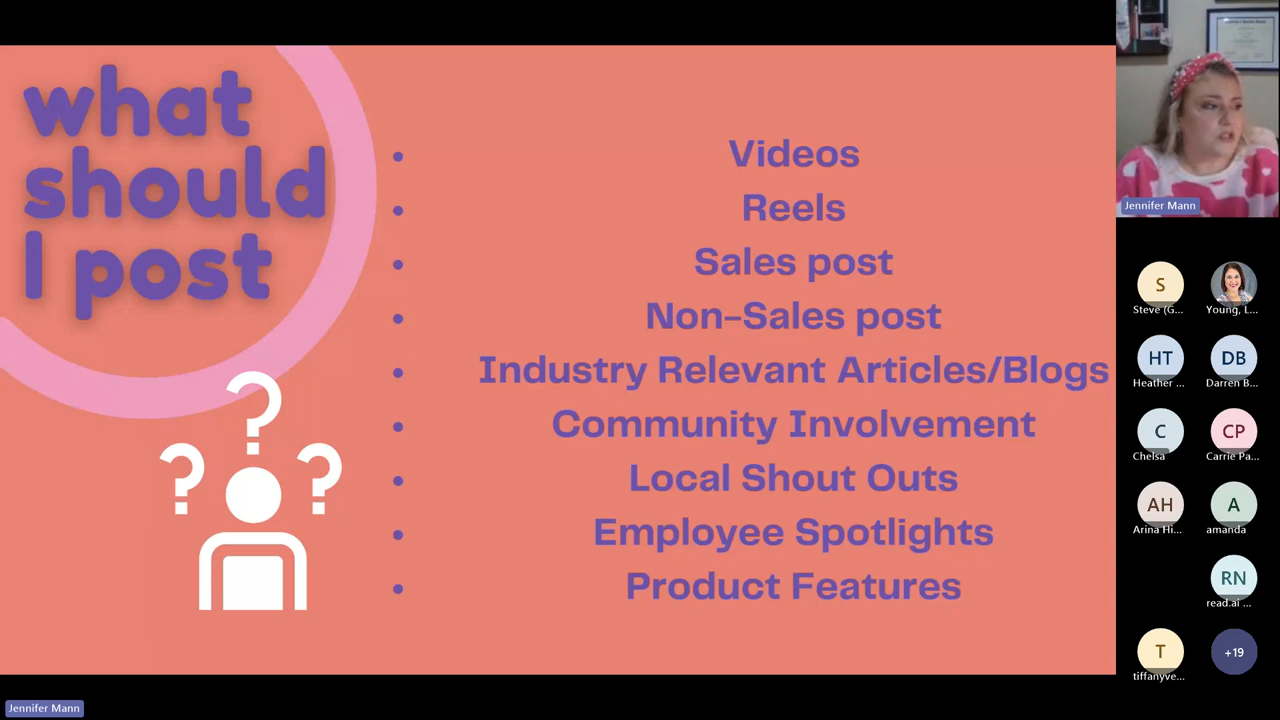 what
should
I post
Videos
Reels
Sales post
Non-Sales post
Industry Relevant Articles/Blogs
Community Involvement
Local Shout Outs
Employee Spotlights
Product Features
? ? ?
Jennifer Mann
S
Steve (G...
Young, L...
HT
Heather ...
DB
Darren B...
C
Chelsa
CP
Carrie Pa...
AH
Arina Hi...
A
amanda
RN
read.ai ...
T
tiffanyve...
+19
Jennifer Mann